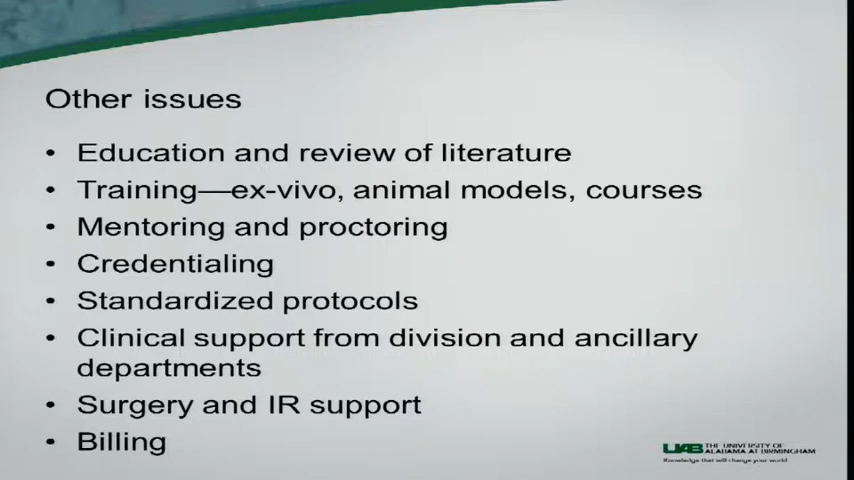 Other issues
• Education and review of literature
• Training—ex-vivo, animal models, courses
• Mentoring and proctoring
• Credentialing
• Standardized protocols
• Clinical support from division and ancillary
departments
• Surgery and IR support
• Billing
UAB THE UNIVERSITY OF
ALABAMA AT BIRMINGHAM
Knowledge that will change your world